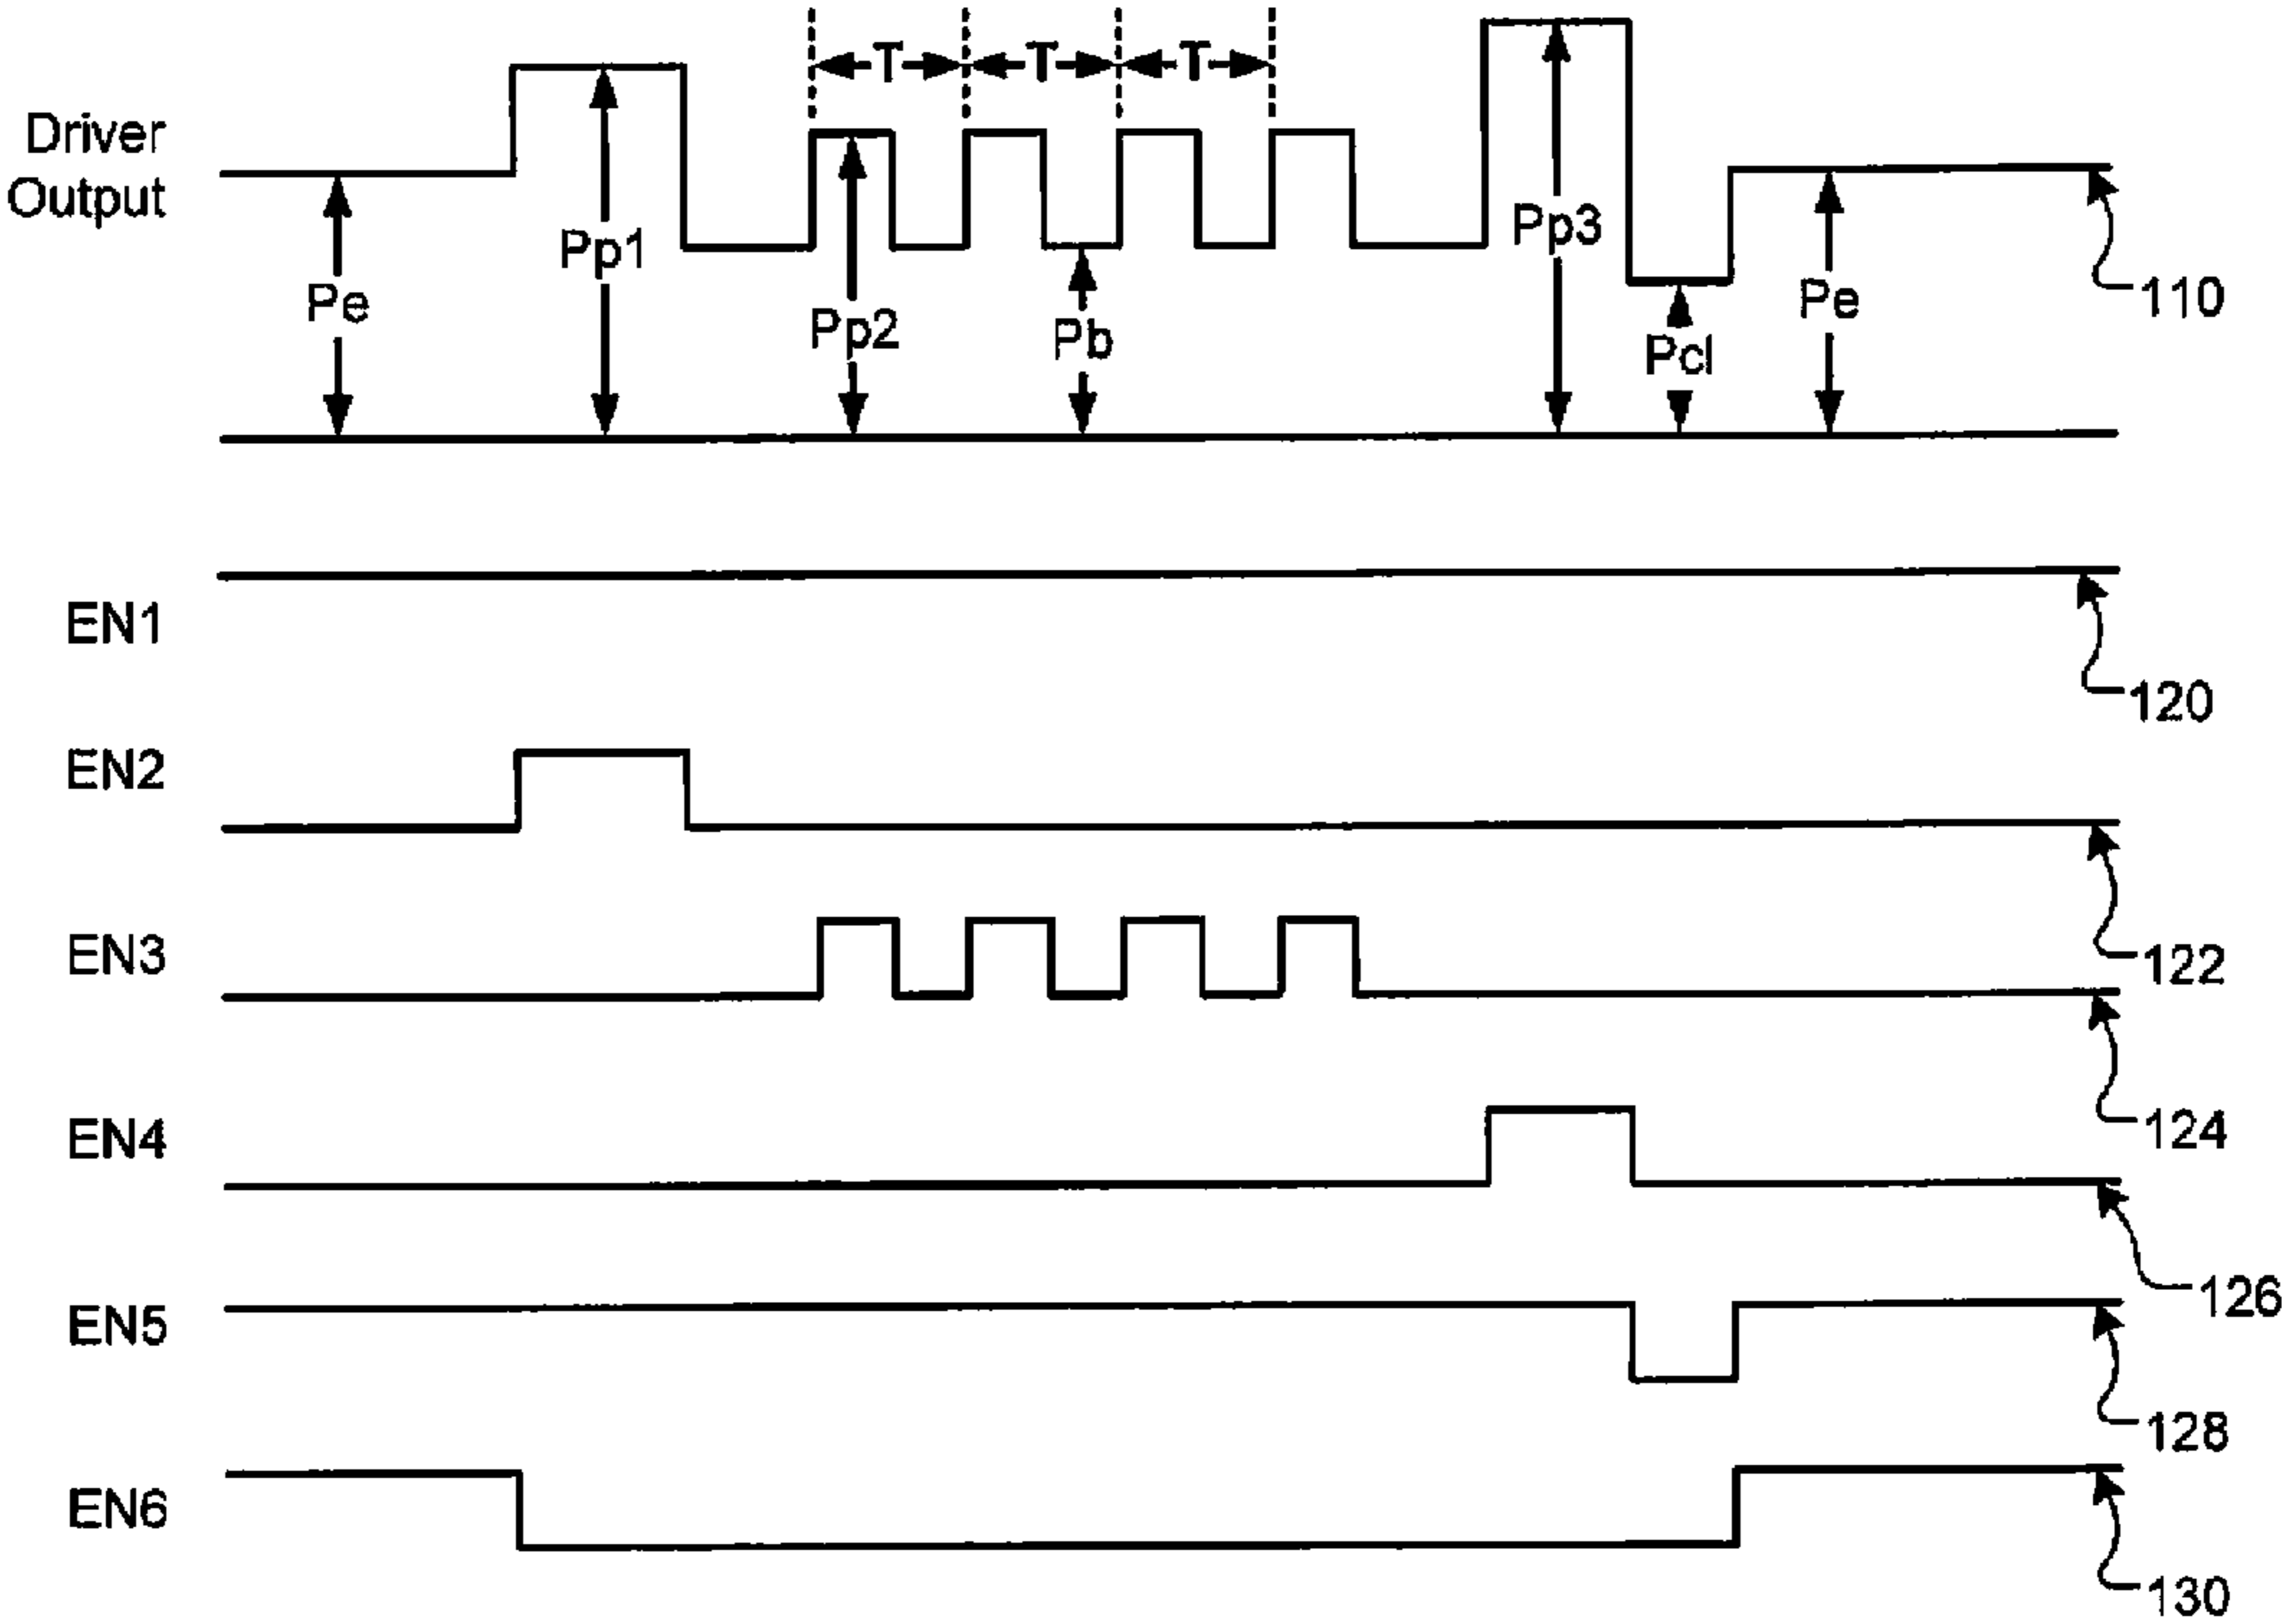 T T T
Driver
Output
Pe
Pp1
Pp2
Pb
Pp3
Pcl
Pe
110
EN1
120
EN2
122
EN3
124
EN4
126
EN5
128
EN6
130